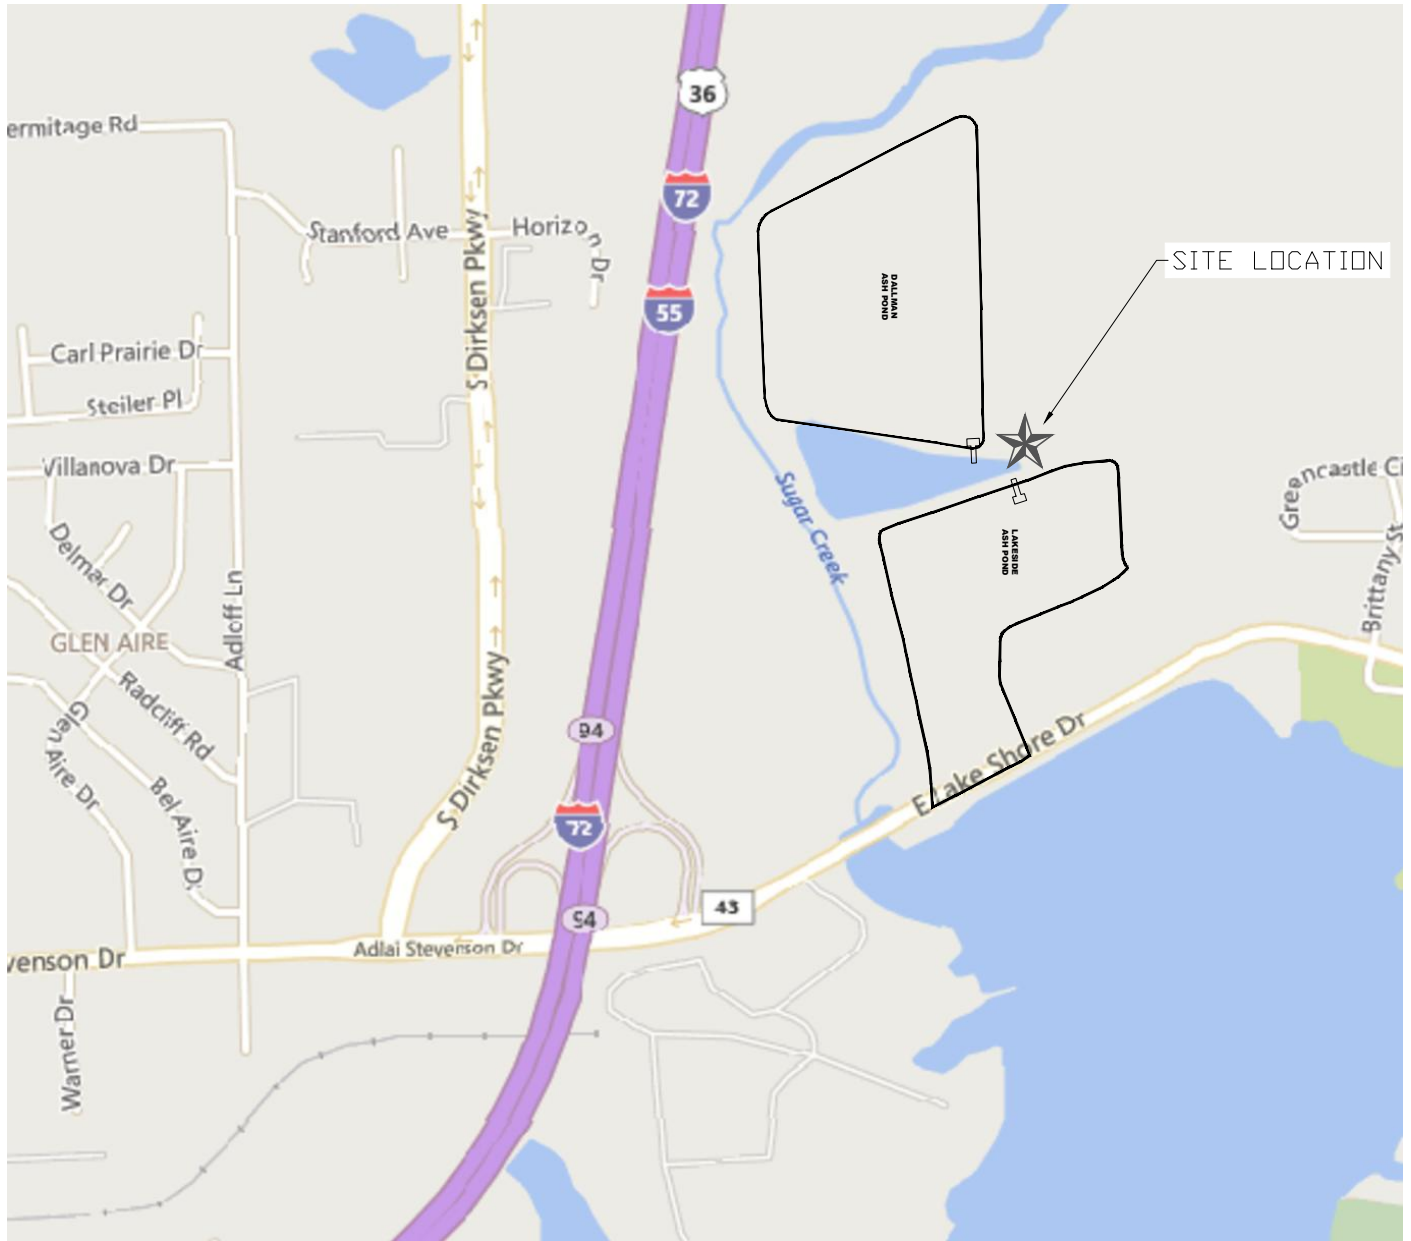 36
ermitage Rd
72
Stanford Ave
Horizon Dr
S Dirksen Pkwy
SITE LOCATION
DALLMAN
ASH POND
55
Carl Prairie Dr
Steiler Pl
Villanova Dr
Greencastle Ci
Sugar Creek
Delmar Dr
LAKESIDE
ASH POND
Brittany St
Adloff Ln
GLEN AIRE
Radcliff Rd
S Dirksen Pkwy
Glen Aire Dr
94
E Lake Shore Dr
Bel Aire D
72
43
94
venson Dr
Adlai Stevenson Dr
Warner Dr